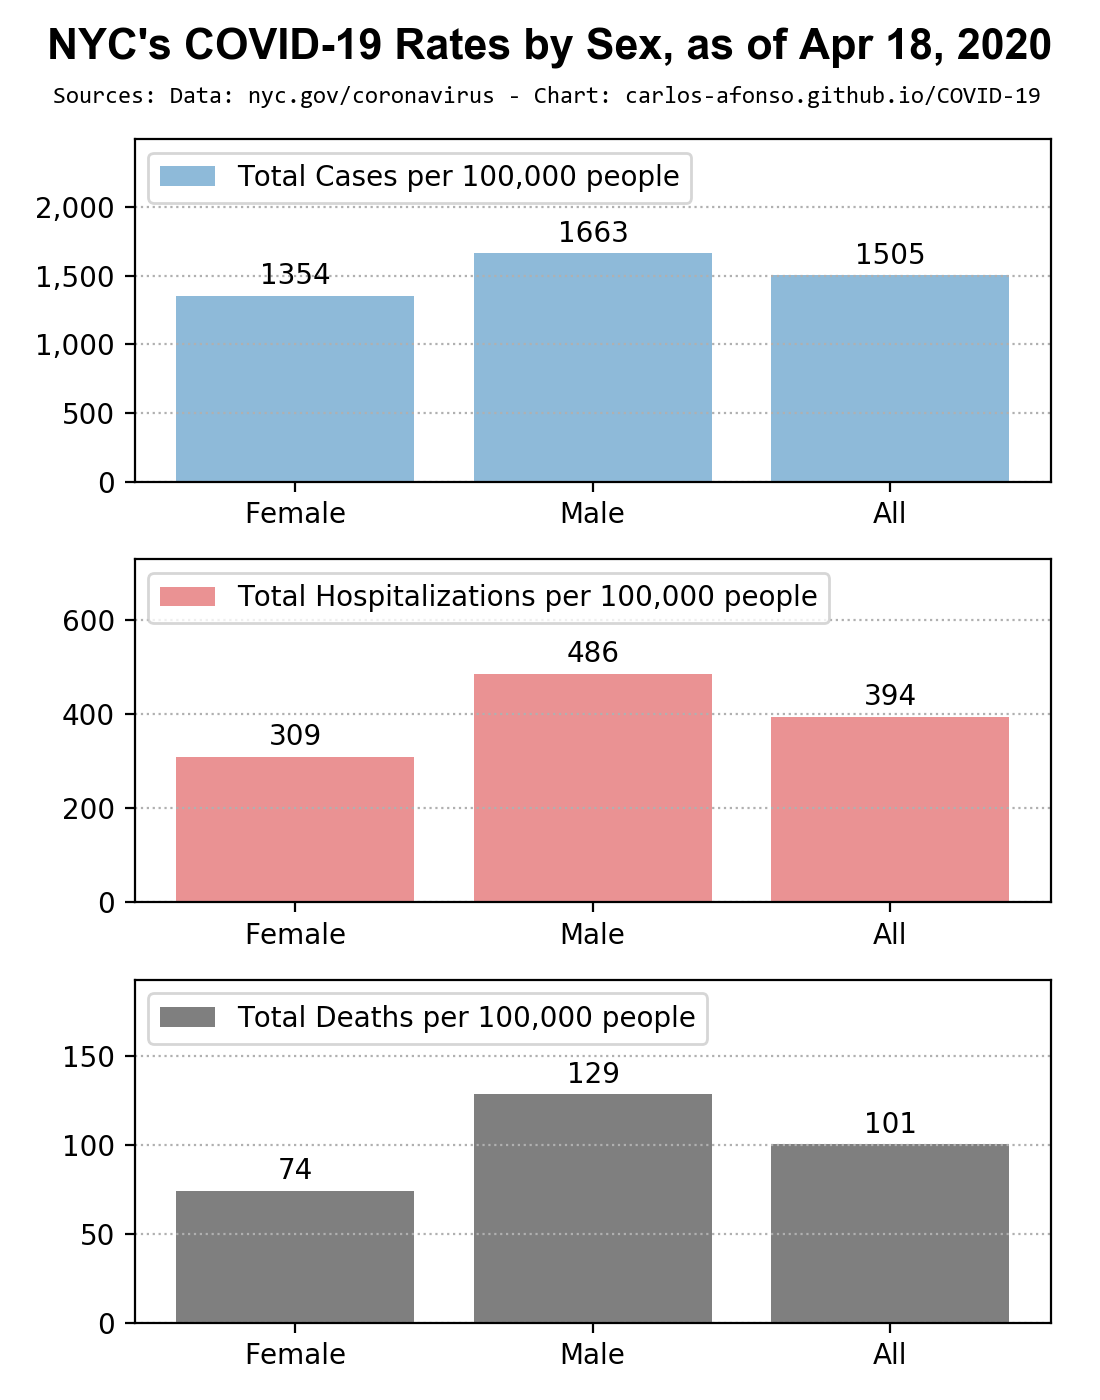 NYC's COVID-19 Rates by Sex, as of Apr 18, 2020
Sources: Data: nyc.gov/coronavirus - Chart: carlos-afonso.github.io/COVID-19
Total Cases per 100,000 people
2,000
1,500
1,000
500
0
1354
1663
1505
Female
Male
All
Total Hospitalizations per 100,000 people
600
400
200
0
309
486
394
Female
Male
All
Total Deaths per 100,000 people
150
100
50
0
74
129
101
Female
Male
All